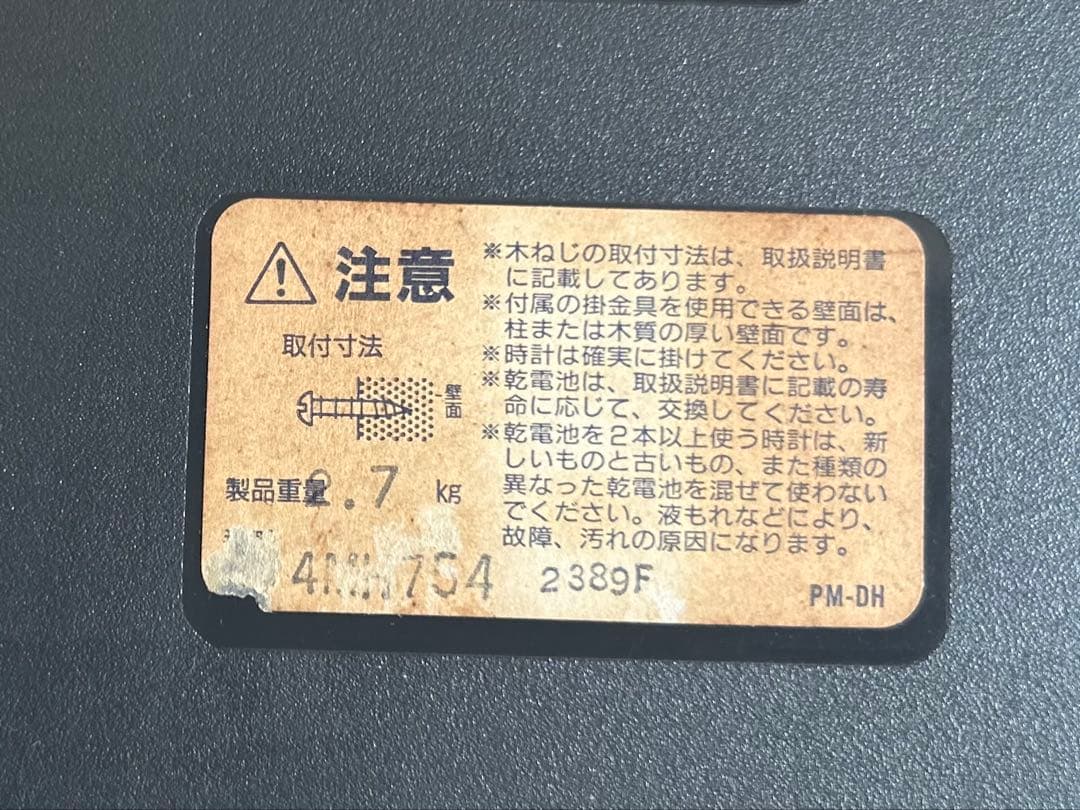 注意
取付寸法
壁面
製品重量 2.7 kg
4MH754
2389F
※木ねじの取付寸法は、取扱説明書
に記載してあります。
※付属の掛金具を使用できる壁面は、
柱または木質の厚い壁面です。
※時計は確実に掛けてください。
※乾電池は、取扱説明書に記載の寿
命に応じて、交換してください。
※乾電池を2本以上使う時計は、新
しいものと古いもの、また種類の
異なった乾電池を混ぜて使わない
でください。液もれなどにより、
故障、汚れの原因になります。
PM-DH